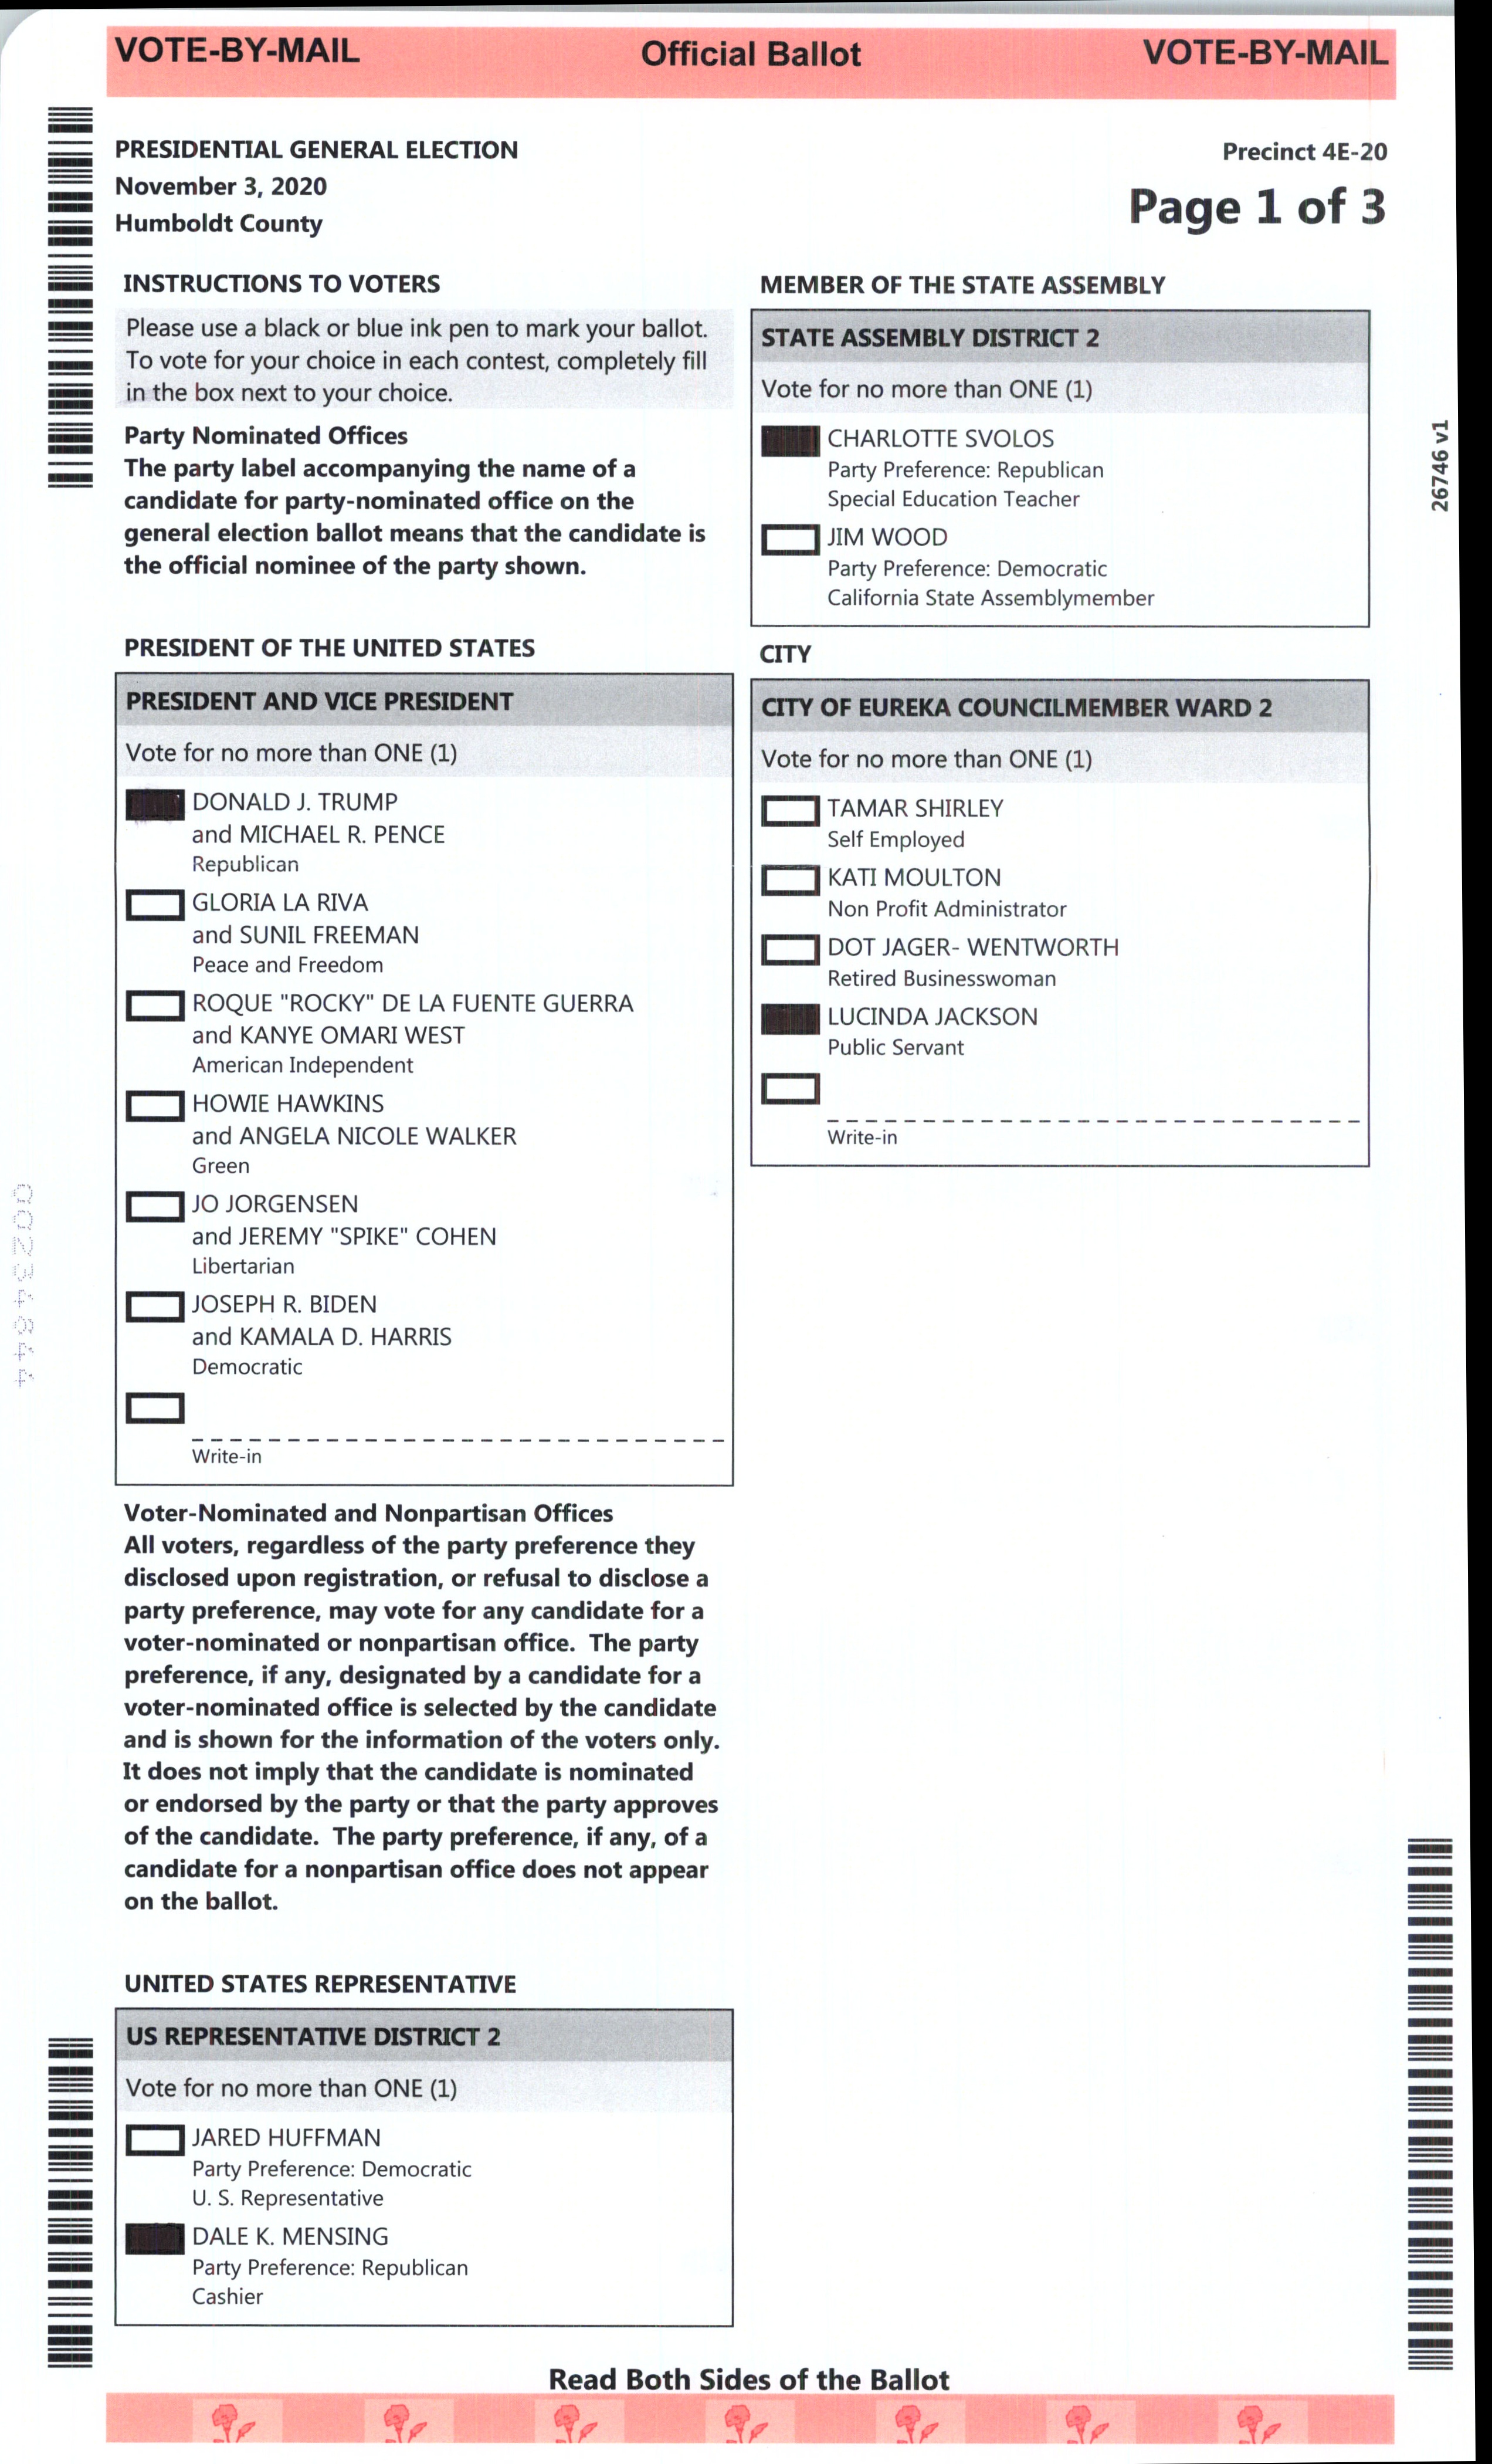 VOTE-BY-MAIL Official Ballot VOTE-BY-MAIL
PRESIDENTIAL GENERAL ELECTION
November 3, 2020
Humboldt County
Precinct 4E-20
Page 1 of 3
INSTRUCTIONS TO VOTERS
Please use a black or blue ink pen to mark your ballot.
To vote for your choice in each contest, completely fill
in the box next to your choice.
Party Nominated Offices
The party label accompanying the name of a
candidate for party-nominated office on the
general election ballot means that the candidate is
the official nominee of the party shown.
PRESIDENT OF THE UNITED STATES
PRESIDENT AND VICE PRESIDENT
Vote for no more than ONE (1)
DONALD J. TRUMP
and MICHAEL R. PENCE
Republican
GLORIA LA RIVA
and SUNIL FREEMAN
Peace and Freedom
ROQUE "ROCKY" DE LA FUENTE GUERRA
and KANYE OMARI WEST
American Independent
HOWIE HAWKINS
and ANGELA NICOLE WALKER
Green
JO JORGENSEN
and JEREMY "SPIKE" COHEN
Libertarian
JOSEPH R. BIDEN
and KAMALA D. HARRIS
Democratic
Write-in
Voter-Nominated and Nonpartisan Offices
All voters, regardless of the party preference they
disclosed upon registration, or refusal to disclose a
party preference, may vote for any candidate for a
voter-nominated or nonpartisan office. The party
preference, if any, designated by a candidate for a
voter-nominated office is selected by the candidate
and is shown for the information of the voters only.
It does not imply that the candidate is nominated
or endorsed by the party or that the party approves
of the candidate. The party preference, if any, of a
candidate for a nonpartisan office does not appear
on the ballot.
UNITED STATES REPRESENTATIVE
US REPRESENTATIVE DISTRICT 2
Vote for no more than ONE (1)
JARED HUFFMAN
Party Preference: Democratic
U. S. Representative
DALE K. MENSING
Party Preference: Republican
Cashier
MEMBER OF THE STATE ASSEMBLY
STATE ASSEMBLY DISTRICT 2
Vote for no more than ONE (1)
CHARLOTTE SVOLOS
Party Preference: Republican
Special Education Teacher
JIM WOOD
Party Preference: Democratic
California State Assemblymember
CITY
CITY OF EUREKA COUNCILMEMBER WARD 2
Vote for no more than ONE (1)
TAMAR SHIRLEY
Self Employed
KATI MOULTON
Non Profit Administrator
DOT JAGER- WENTWORTH
Retired Businesswoman
LUCINDA JACKSON
Public Servant
Write-in
26746 v1
Read Both Sides of the Ballot